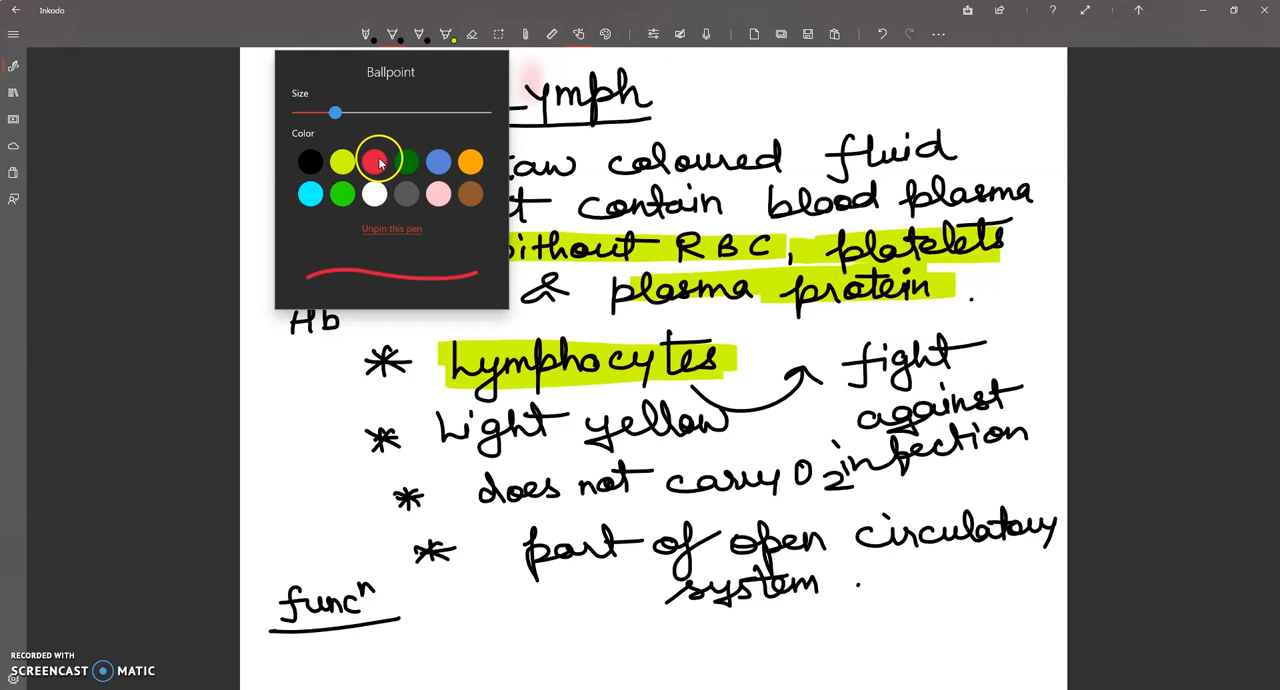 Inkodo
Ballpoint
Size
Color
Unpin this pen
Lymph
aw coloured fluid
t contain blood plasma
without RBC, platelets
& plasma protein.
Hb
* Lymphocytes
fight
against
infection
* Light yellow
* does not carry O2
* part of open circulatory
system.
funcn
RECORDED WITH
SCREENCAST MATIC